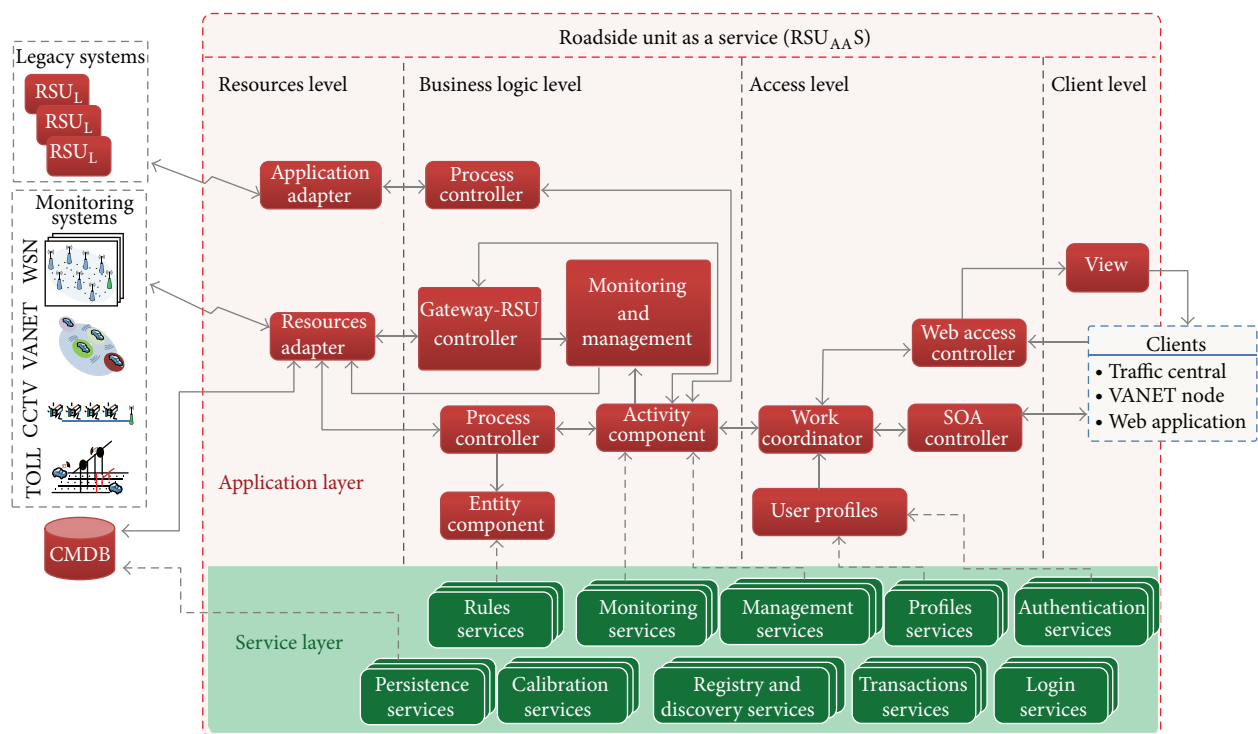 Roadside unit as a service (RSU_AAS)
Legacy systems
RSU_L
RSU_L
RSU_L
Resources level
Business logic level
Access level
Client level
Application
adapter
Process
controller
Monitoring
systems
WSN
VANET
CCTV
TOLL
Resources
adapter
Gateway-RSU
controller
Monitoring
and
management
View
Web access
controller
Clients
• Traffic central
• VANET node
• Web application
Process
controller
Activity
component
Work
coordinator
SOA
controller
Application layer
Entity
component
User profiles
CMDB
Service layer
Rules
services
Monitoring
services
Management
services
Profiles
services
Authentication
services
Persistence
services
Calibration
services
Registry and
discovery services
Transactions
services
Login
services